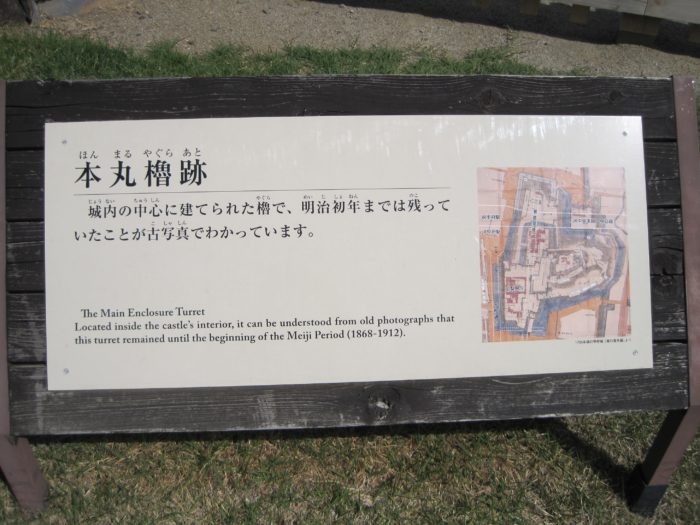 ほん まる やぐら あと
本丸櫓跡
じょうない ちゅうしん やぐら めいじ しょねん のこ
城内の中心に建てられた櫓で、明治初年までは残って
こ しゃ しん
いたことが古写真でわかっています。
The Main Enclosure Turret
Located inside the castle's interior, it can be understood from old photographs that
this turret remained until the beginning of the Meiji Period (1868-1912).